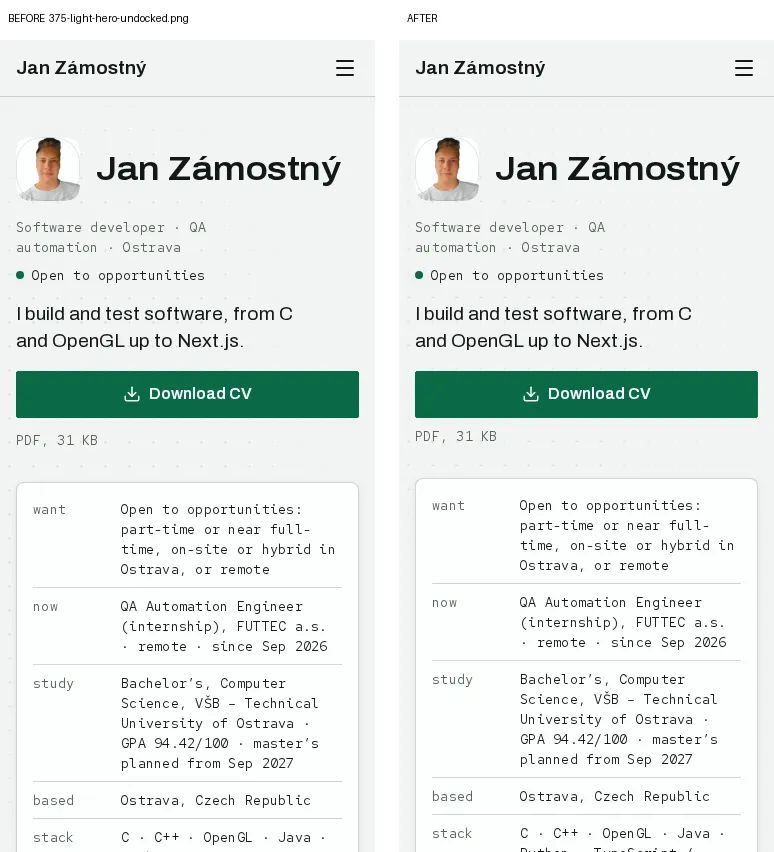 BEFORE 375-light-hero-undocked.png
Jan Zámostný
Jan Zámostný
Software developer · QA
automation · Ostrava
Open to opportunities
I build and test software, from C
and OpenGL up to Next.js.
Download CV
PDF, 31 KB
want
Open to opportunities:
part-time or near full-
time, on-site or hybrid in
Ostrava, or remote
now
QA Automation Engineer
(internship), FUTTEC a.s.
· remote · since Sep 2026
study
Bachelor’s, Computer
Science, VŠB – Technical
University of Ostrava ·
GPA 94.42/100 · master’s
planned from Sep 2027
based
Ostrava, Czech Republic
stack
C · C++ · OpenGL · Java ·
AFTER
Jan Zámostný
Jan Zámostný
Software developer · QA
automation · Ostrava
Open to opportunities
I build and test software, from C
and OpenGL up to Next.js.
Download CV
PDF, 31 KB
want
Open to opportunities:
part-time or near full-
time, on-site or hybrid in
Ostrava, or remote
now
QA Automation Engineer
(internship), FUTTEC a.s.
· remote · since Sep 2026
study
Bachelor’s, Computer
Science, VŠB – Technical
University of Ostrava ·
GPA 94.42/100 · master’s
planned from Sep 2027
based
Ostrava, Czech Republic
stack
C · C++ · OpenGL · Java ·